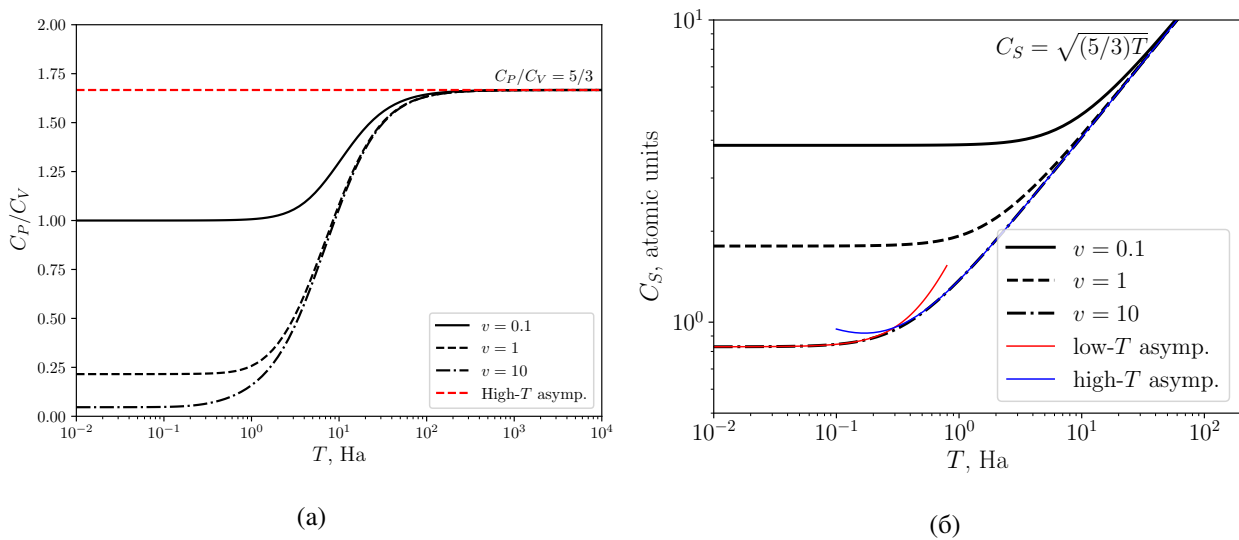 2.00
1.75
1.50
1.25
1.00
0.75
0.50
0.25
0.00
C_P/C_V
C_P/C_V = 5/3
v = 0.1
v = 1
v = 10
High-T asymp.
10^{-2} 10^{-1} 10^0 10^1 10^2 10^3 10^4
T, Ha
(а)
10^1
10^0
C_S, atomic units
C_S = \sqrt{(5/3)T}
v = 0.1
v = 1
v = 10
low-T asymp.
high-T asymp.
10^{-2} 10^{-1} 10^0 10^1 10^2
T, Ha
(б)